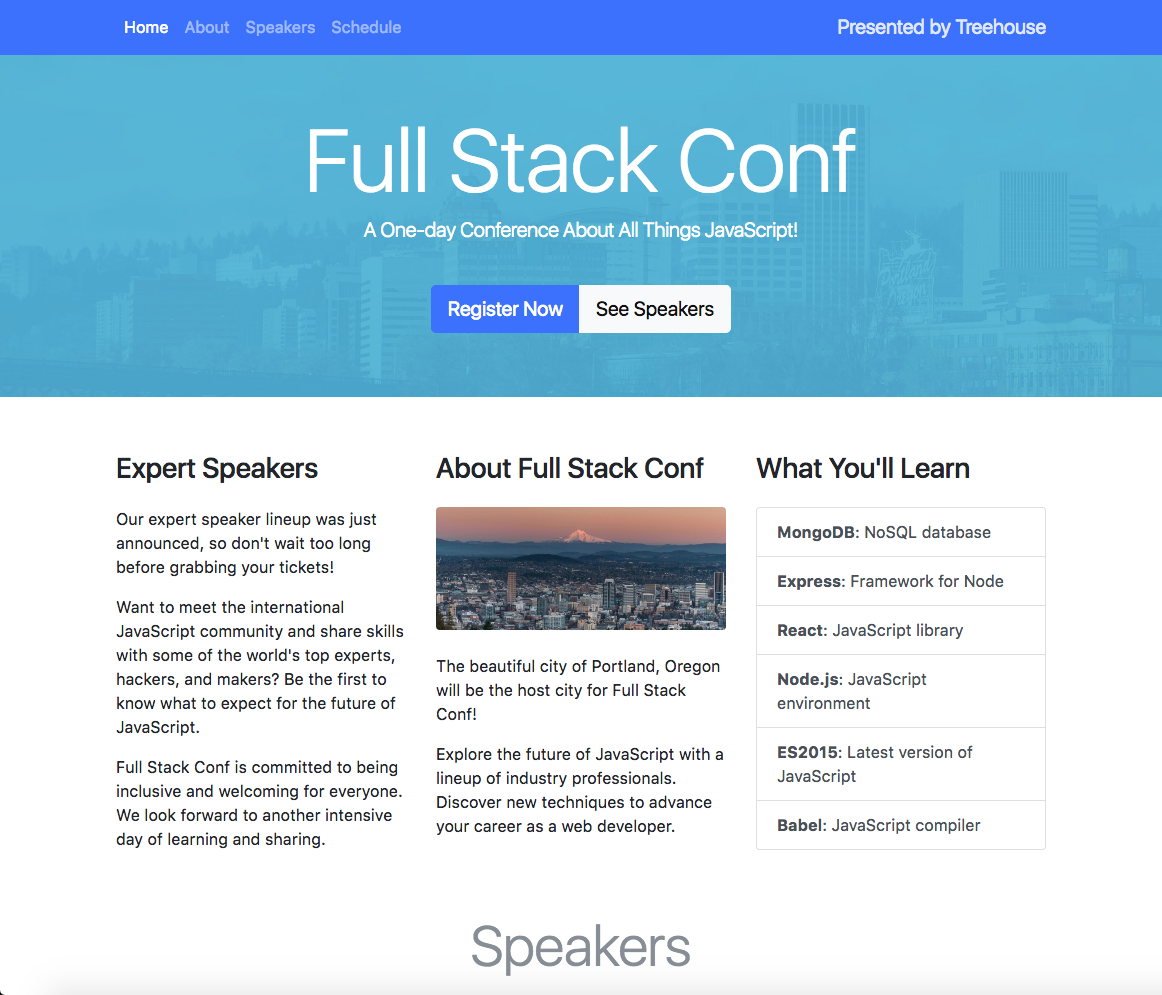 Home About Speakers Schedule Presented by Treehouse
Full Stack Conf
A One-day Conference About All Things JavaScript!
Register Now See Speakers
Expert Speakers
Our expert speaker lineup was just
announced, so don't wait too long
before grabbing your tickets!
Want to meet the international
JavaScript community and share skills
with some of the world's top experts,
hackers, and makers? Be the first to
know what to expect for the future of
JavaScript.
Full Stack Conf is committed to being
inclusive and welcoming for everyone.
We look forward to another intensive
day of learning and sharing.
About Full Stack Conf
The beautiful city of Portland, Oregon
will be the host city for Full Stack
Conf!
Explore the future of JavaScript with a
lineup of industry professionals.
Discover new techniques to advance
your career as a web developer.
What You'll Learn
MongoDB: NoSQL database
Express: Framework for Node
React: JavaScript library
Node.js: JavaScript
environment
ES2015: Latest version of
JavaScript
Babel: JavaScript compiler
Speakers